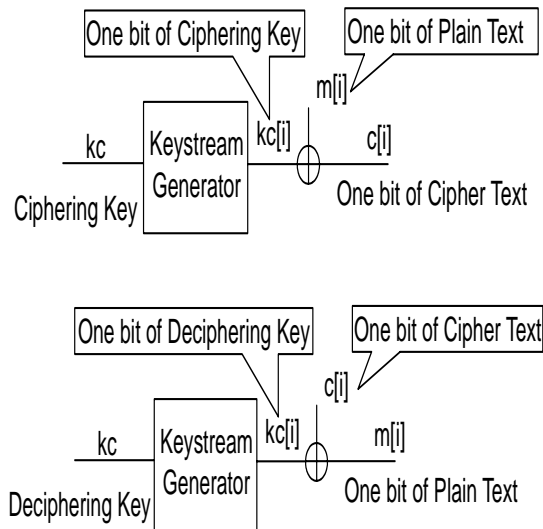 One bit of Ciphering Key
One bit of Plain Text
m[i]
kc
Keystream
Generator
kc[i]
c[i]
Ciphering Key
One bit of Cipher Text
One bit of Deciphering Key
One bit of Cipher Text
c[i]
kc
Keystream
Generator
kc[i]
m[i]
Deciphering Key
One bit of Plain Text